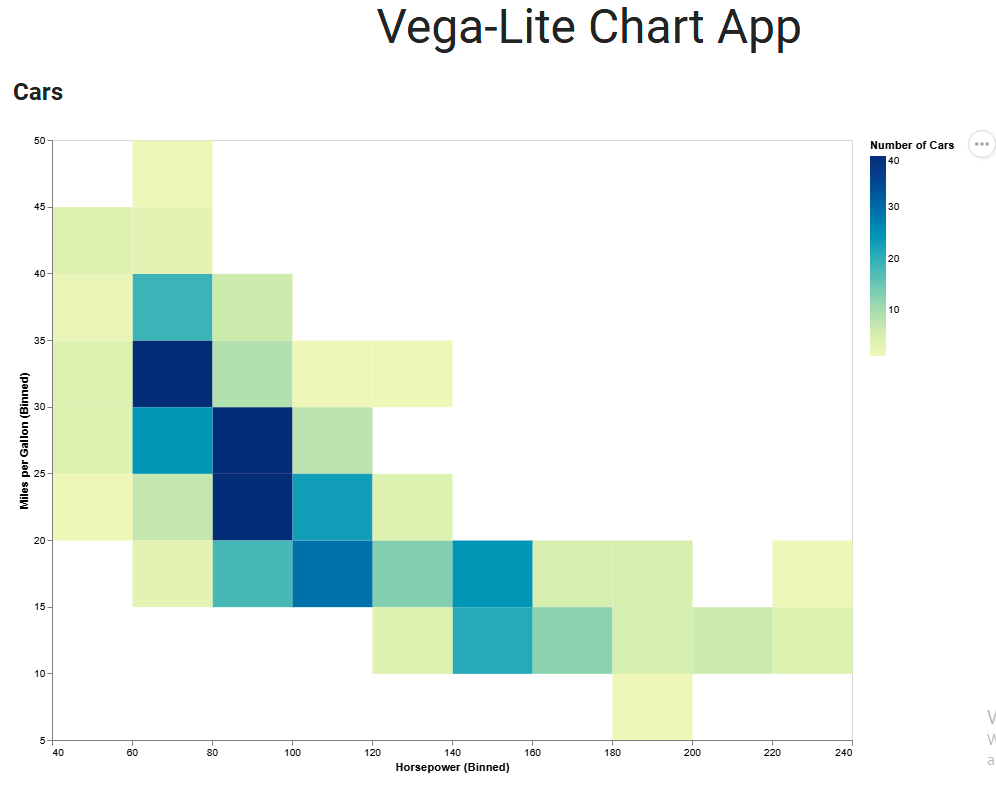 Vega-Lite Chart App
Cars
50
45
40
35
30
25
20
15
10
5
Miles per Gallon (Binned)
40 60 80 100 120 140 160 180 200 220 240
Horsepower (Binned)
Number of Cars
40
30
20
10
W
a